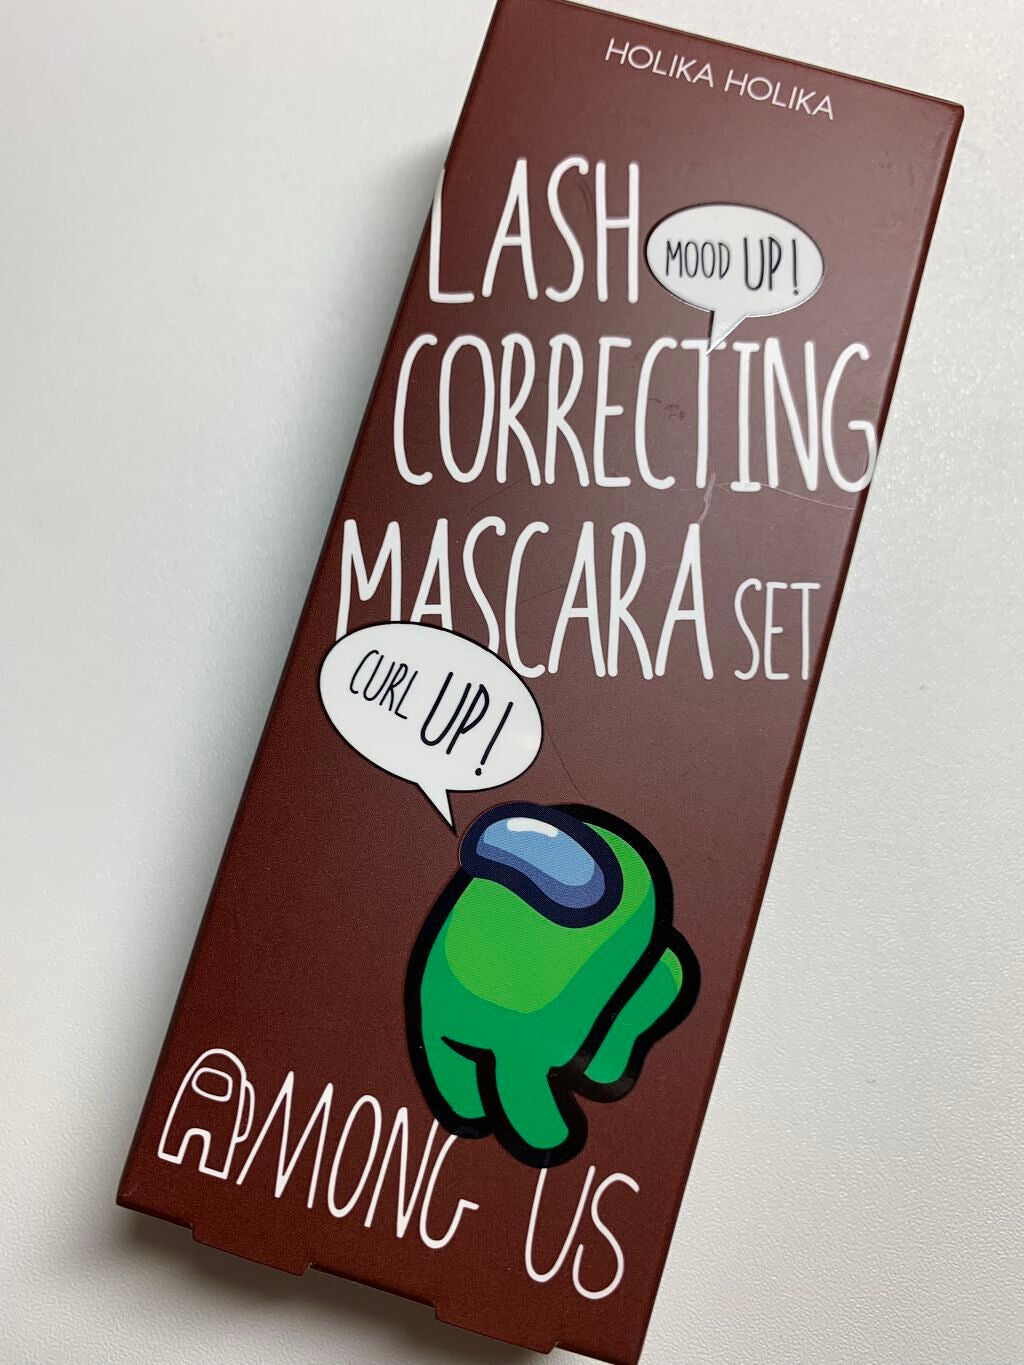 HOLIKA HOLIKA
LASH
MOOD UP!
CORRECTING
MASCARA SET
CURL UP!
AMONG US